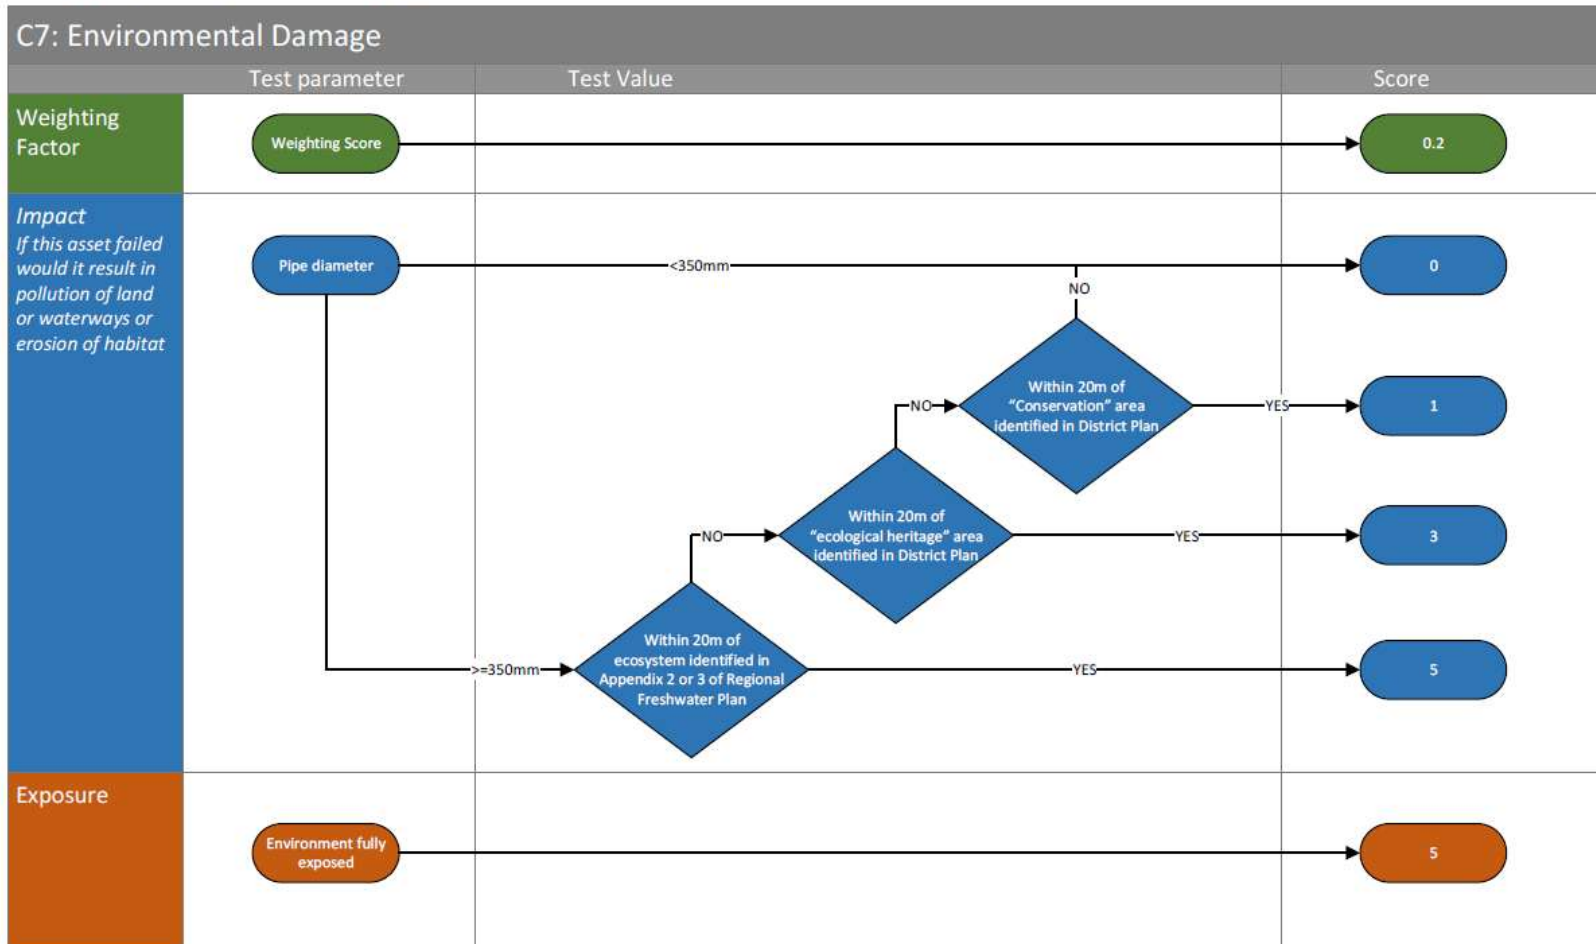 C7: Environmental Damage
Test parameter
Test Value
Score
Weighting
Factor
Weighting Score
0.2
Impact
If this asset failed
would it result in
pollution of land
or waterways or
erosion of habitat
Pipe diameter
<350mm
0
NO
Within 20m of
“Conservation” area
identified in District Plan
NO
YES
1
Within 20m of
“ecological heritage” area
identified in District Plan
NO
YES
3
Within 20m of
ecosystem identified in
Appendix 2 or 3 of Regional
Freshwater Plan
>=350mm
YES
5
Exposure
Environment fully
exposed
5